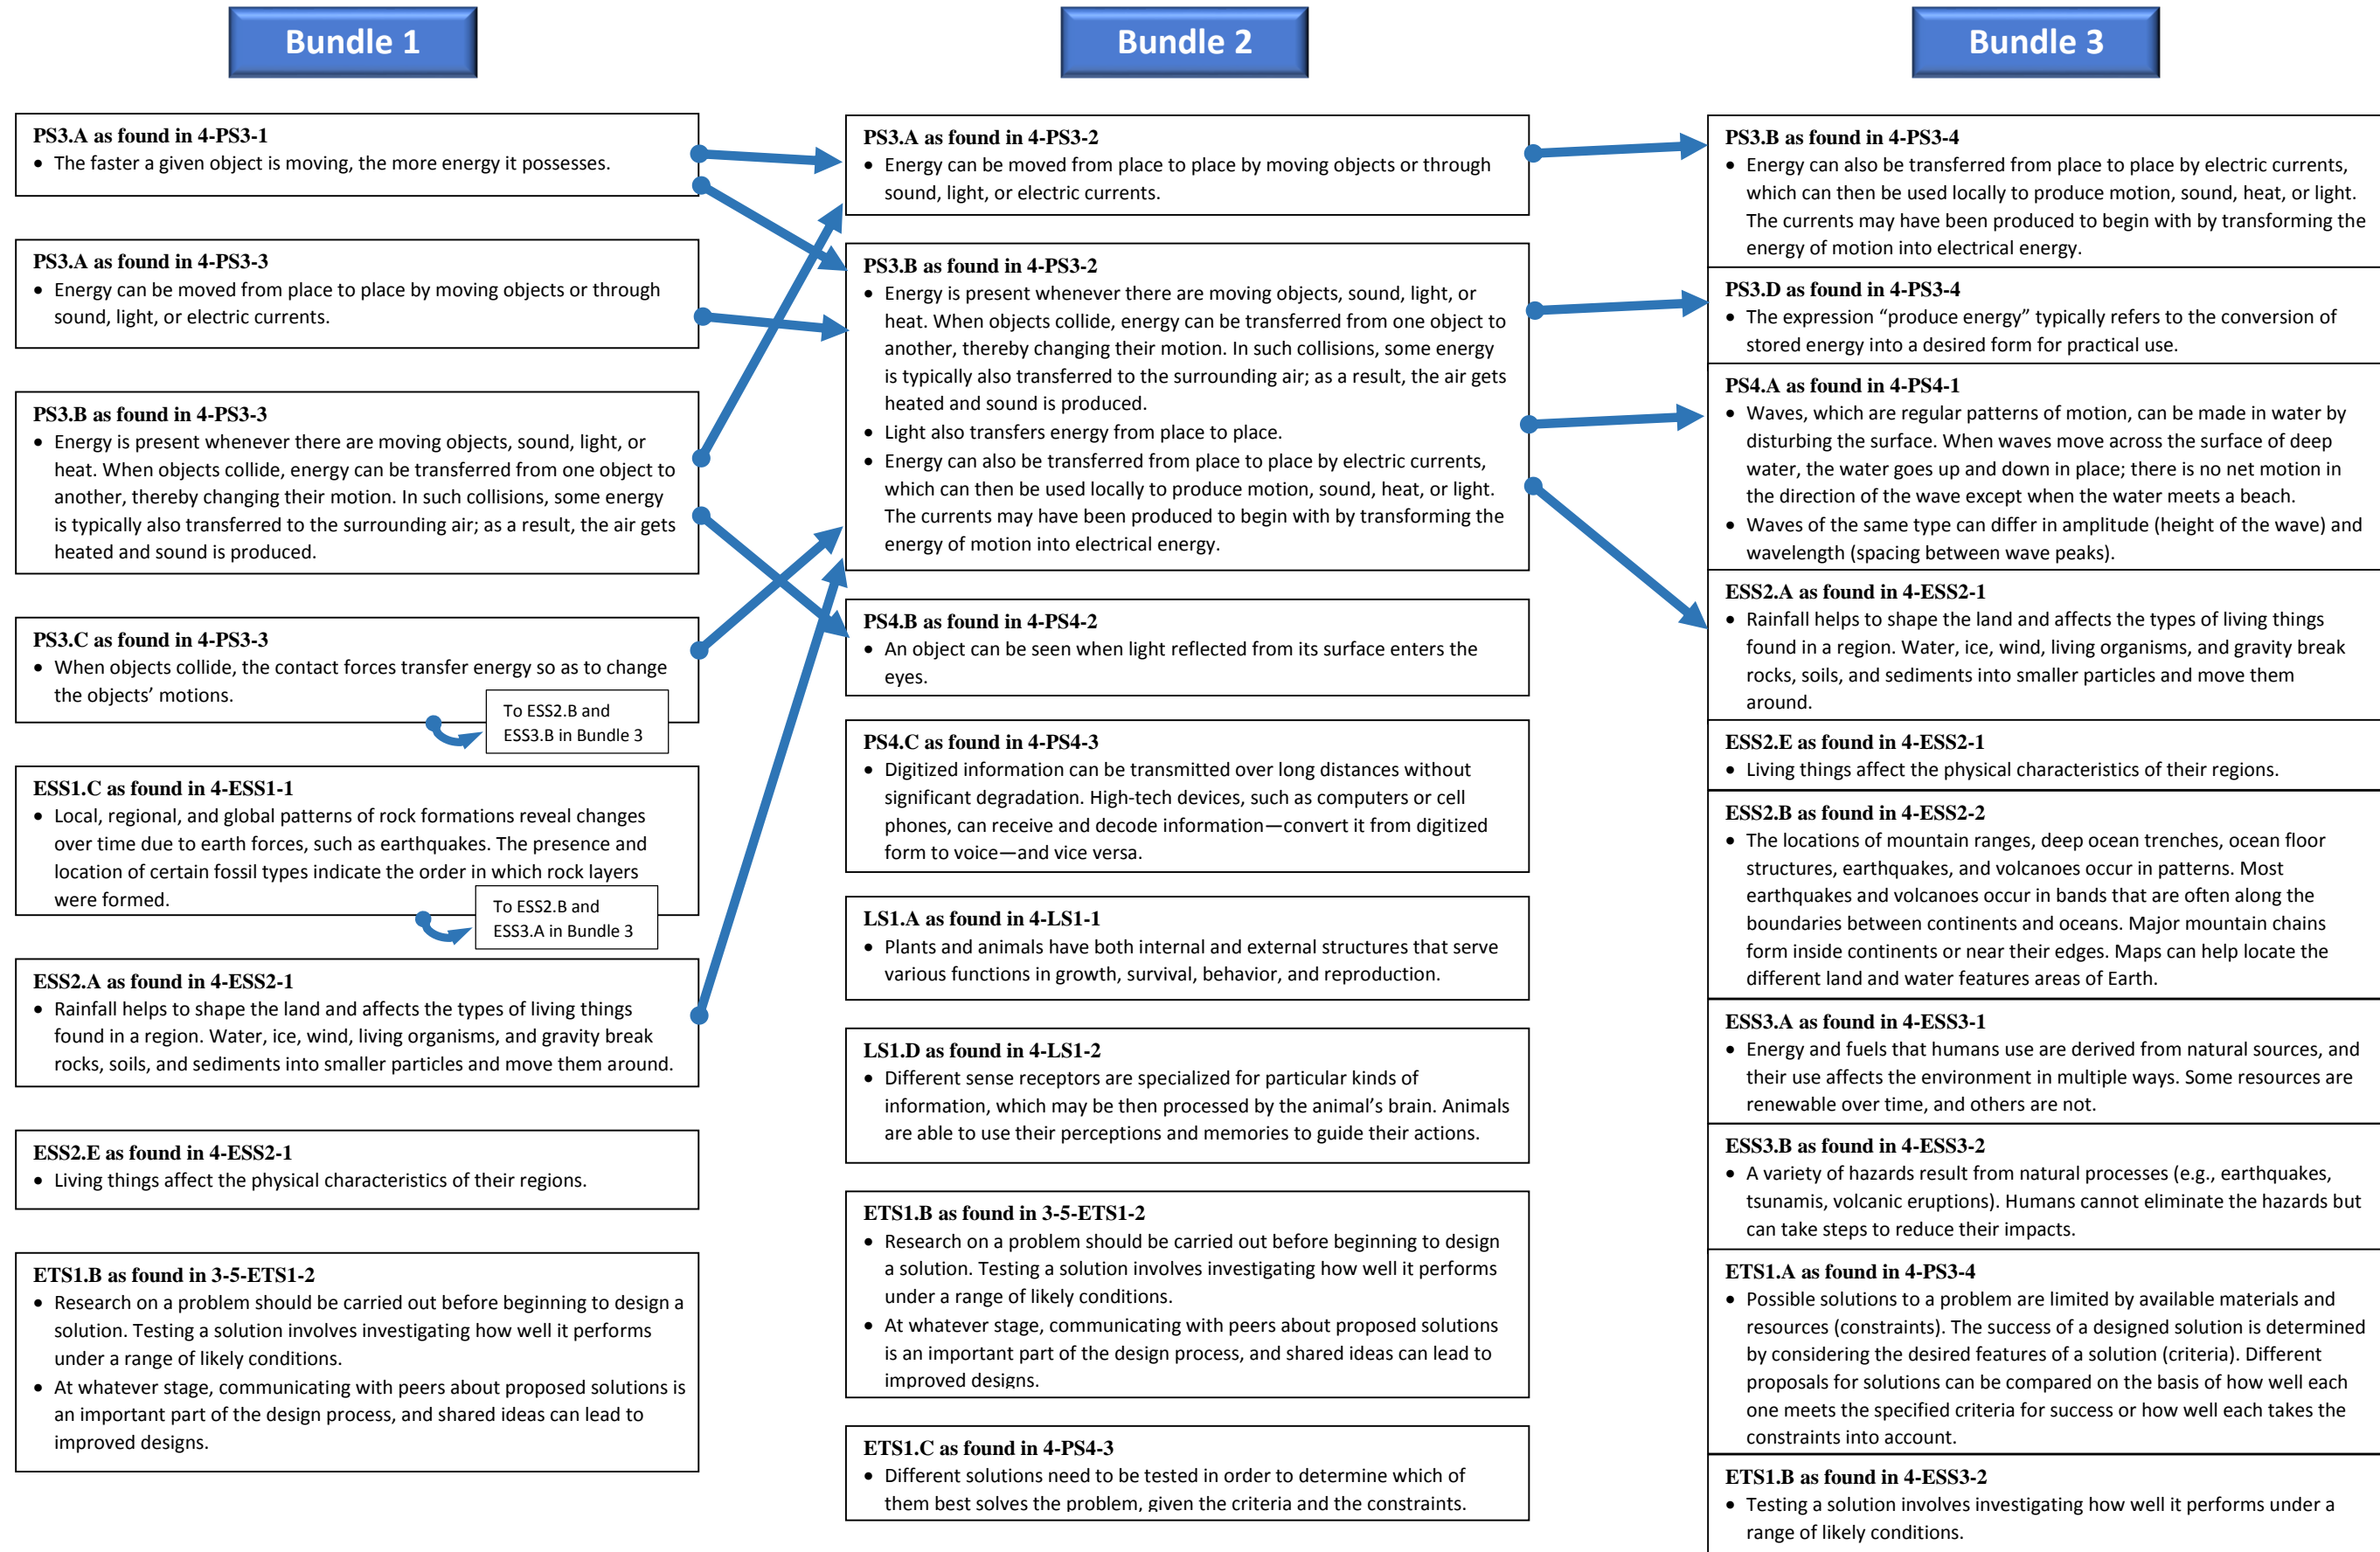 Bundle 1
PS3.A as found in 4-PS3-1
• The faster a given object is moving, the more energy it possesses.
PS3.A as found in 4-PS3-3
• Energy can be moved from place to place by moving objects or through
sound, light, or electric currents.
PS3.B as found in 4-PS3-3
• Energy is present whenever there are moving objects, sound, light, or
heat. When objects collide, energy can be transferred from one object to
another, thereby changing their motion. In such collisions, some energy
is typically also transferred to the surrounding air; as a result, the air gets
heated and sound is produced.
PS3.C as found in 4-PS3-3
• When objects collide, the contact forces transfer energy so as to change
the objects’ motions.
To ESS2.B and
ESS3.B in Bundle 3
ESS1.C as found in 4-ESS1-1
• Local, regional, and global patterns of rock formations reveal changes
over time due to earth forces, such as earthquakes. The presence and
location of certain fossil types indicate the order in which rock layers
were formed.
To ESS2.B and
ESS3.A in Bundle 3
ESS2.A as found in 4-ESS2-1
• Rainfall helps to shape the land and affects the types of living things
found in a region. Water, ice, wind, living organisms, and gravity break
rocks, soils, and sediments into smaller particles and move them around.
ESS2.E as found in 4-ESS2-1
• Living things affect the physical characteristics of their regions.
ETS1.B as found in 3-5-ETS1-2
• Research on a problem should be carried out before beginning to design a
solution. Testing a solution involves investigating how well it performs
under a range of likely conditions.
• At whatever stage, communicating with peers about proposed solutions is
an important part of the design process, and shared ideas can lead to
improved designs.
Bundle 2
PS3.A as found in 4-PS3-2
• Energy can be moved from place to place by moving objects or through
sound, light, or electric currents.
PS3.B as found in 4-PS3-2
• Energy is present whenever there are moving objects, sound, light, or
heat. When objects collide, energy can be transferred from one object to
another, thereby changing their motion. In such collisions, some energy
is typically also transferred to the surrounding air; as a result, the air gets
heated and sound is produced.
• Light also transfers energy from place to place.
• Energy can also be transferred from place to place by electric currents,
which can then be used locally to produce motion, sound, heat, or light.
The currents may have been produced to begin with by transforming the
energy of motion into electrical energy.
PS4.B as found in 4-PS4-2
• An object can be seen when light reflected from its surface enters the
eyes.
PS4.C as found in 4-PS4-3
• Digitized information can be transmitted over long distances without
significant degradation. High-tech devices, such as computers or cell
phones, can receive and decode information—convert it from digitized
form to voice—and vice versa.
LS1.A as found in 4-LS1-1
• Plants and animals have both internal and external structures that serve
various functions in growth, survival, behavior, and reproduction.
LS1.D as found in 4-LS1-2
• Different sense receptors are specialized for particular kinds of
information, which may be then processed by the animal’s brain. Animals
are able to use their perceptions and memories to guide their actions.
ETS1.B as found in 3-5-ETS1-2
• Research on a problem should be carried out before beginning to design
a solution. Testing a solution involves investigating how well it performs
under a range of likely conditions.
• At whatever stage, communicating with peers about proposed solutions
is an important part of the design process, and shared ideas can lead to
improved designs.
ETS1.C as found in 4-PS4-3
• Different solutions need to be tested in order to determine which of
them best solves the problem, given the criteria and the constraints.
Bundle 3
PS3.B as found in 4-PS3-4
• Energy can also be transferred from place to place by electric currents,
which can then be used locally to produce motion, sound, heat, or light.
The currents may have been produced to begin with by transforming the
energy of motion into electrical energy.
PS3.D as found in 4-PS3-4
• The expression “produce energy” typically refers to the conversion of
stored energy into a desired form for practical use.
PS4.A as found in 4-PS4-1
• Waves, which are regular patterns of motion, can be made in water by
disturbing the surface. When waves move across the surface of deep
water, the water goes up and down in place; there is no net motion in
the direction of the wave except when the water meets a beach.
• Waves of the same type can differ in amplitude (height of the wave) and
wavelength (spacing between wave peaks).
ESS2.A as found in 4-ESS2-1
• Rainfall helps to shape the land and affects the types of living things
found in a region. Water, ice, wind, living organisms, and gravity break
rocks, soils, and sediments into smaller particles and move them
around.
ESS2.E as found in 4-ESS2-1
• Living things affect the physical characteristics of their regions.
ESS2.B as found in 4-ESS2-2
• The locations of mountain ranges, deep ocean trenches, ocean floor
structures, earthquakes, and volcanoes occur in patterns. Most
earthquakes and volcanoes occur in bands that are often along the
boundaries between continents and oceans. Major mountain chains
form inside continents or near their edges. Maps can help locate the
different land and water features areas of Earth.
ESS3.A as found in 4-ESS3-1
• Energy and fuels that humans use are derived from natural sources, and
their use affects the environment in multiple ways. Some resources are
renewable over time, and others are not.
ESS3.B as found in 4-ESS3-2
• A variety of hazards result from natural processes (e.g., earthquakes,
tsunamis, volcanic eruptions). Humans cannot eliminate the hazards but
can take steps to reduce their impacts.
ETS1.A as found in 4-PS3-4
• Possible solutions to a problem are limited by available materials and
resources (constraints). The success of a designed solution is determined
by considering the desired features of a solution (criteria). Different
proposals for solutions can be compared on the basis of how well each
one meets the specified criteria for success or how well each takes the
constraints into account.
ETS1.B as found in 4-ESS3-2
• Testing a solution involves investigating how well it performs under a
range of likely conditions.